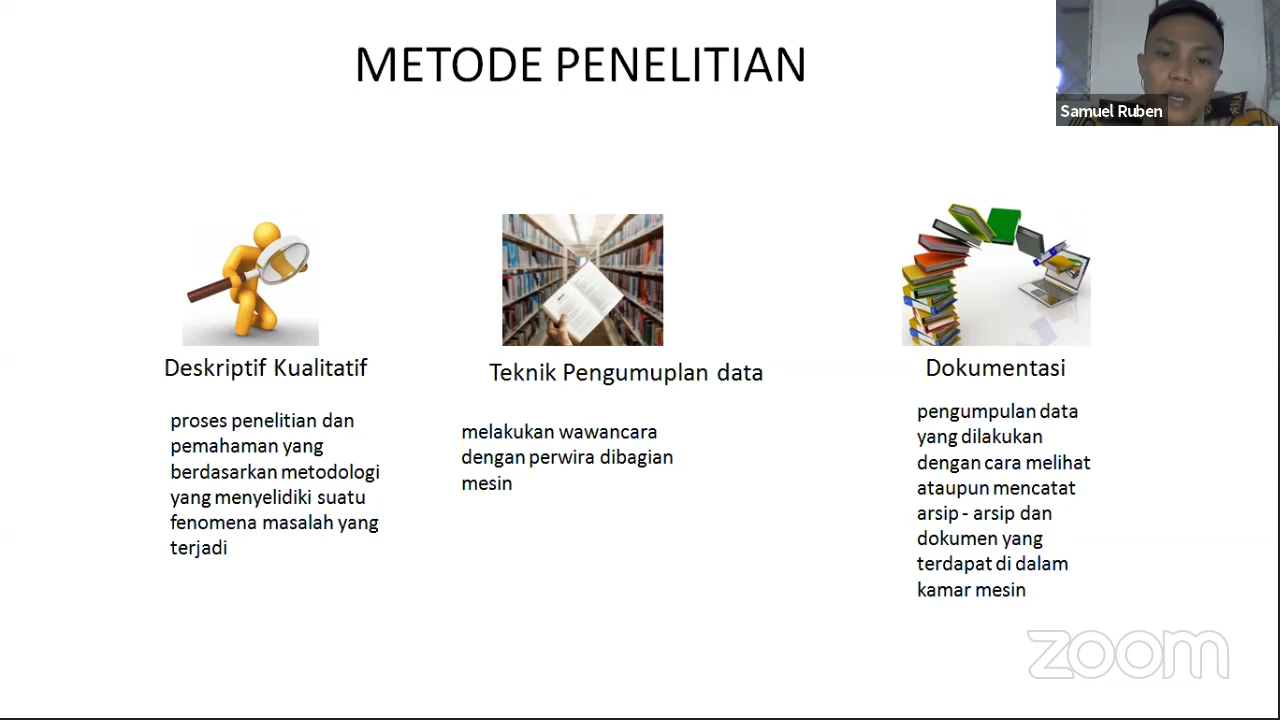 METODE PENELITIAN
Samuel Ruben
Deskriptif Kualitatif
proses penelitian dan
pemahaman yang
berdasarkan metodologi
yang menyelidiki suatu
fenomena masalah yang
terjadi
Teknik Pengumuplan data
melakukan wawancara
dengan perwira dibagian
mesin
Dokumentasi
pengumpulan data
yang dilakukan
dengan cara melihat
ataupun mencatat
arsip - arsip dan
dokumen yang
terdapat di dalam
kamar mesin
zoom